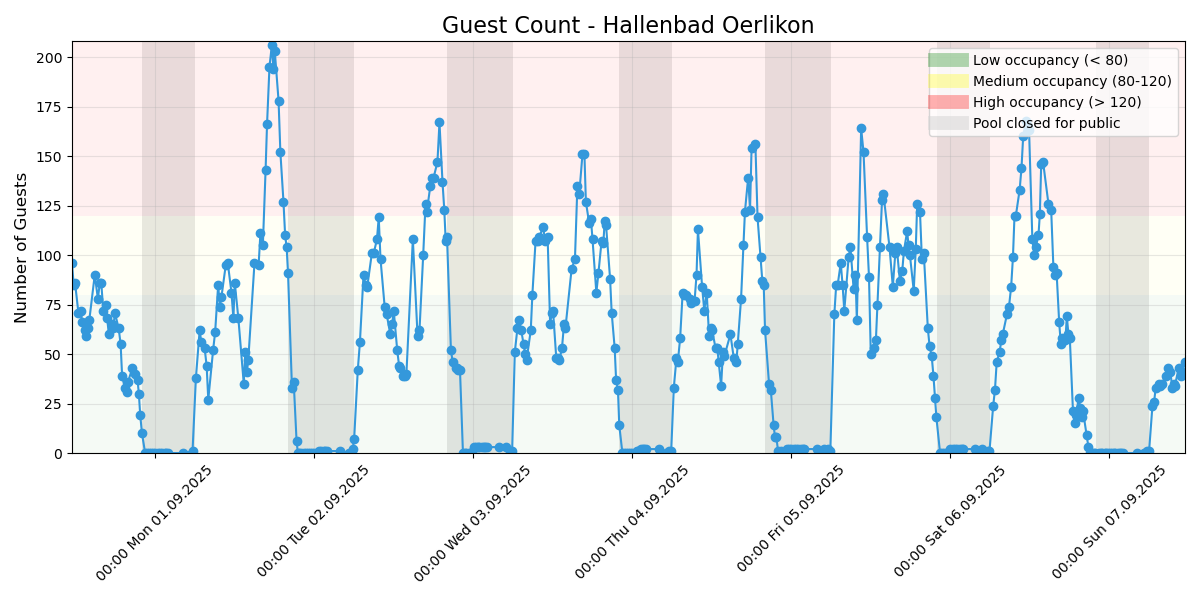 Guest Count - Hallenbad Oerlikon
Number of Guests
200
175
150
125
100
75
50
25
0
Low occupancy (< 80)
Medium occupancy (80-120)
High occupancy (> 120)
Pool closed for public
00:00 Mon 01.09.2025
00:00 Tue 02.09.2025
00:00 Wed 03.09.2025
00:00 Thu 04.09.2025
00:00 Fri 05.09.2025
00:00 Sat 06.09.2025
00:00 Sun 07.09.2025